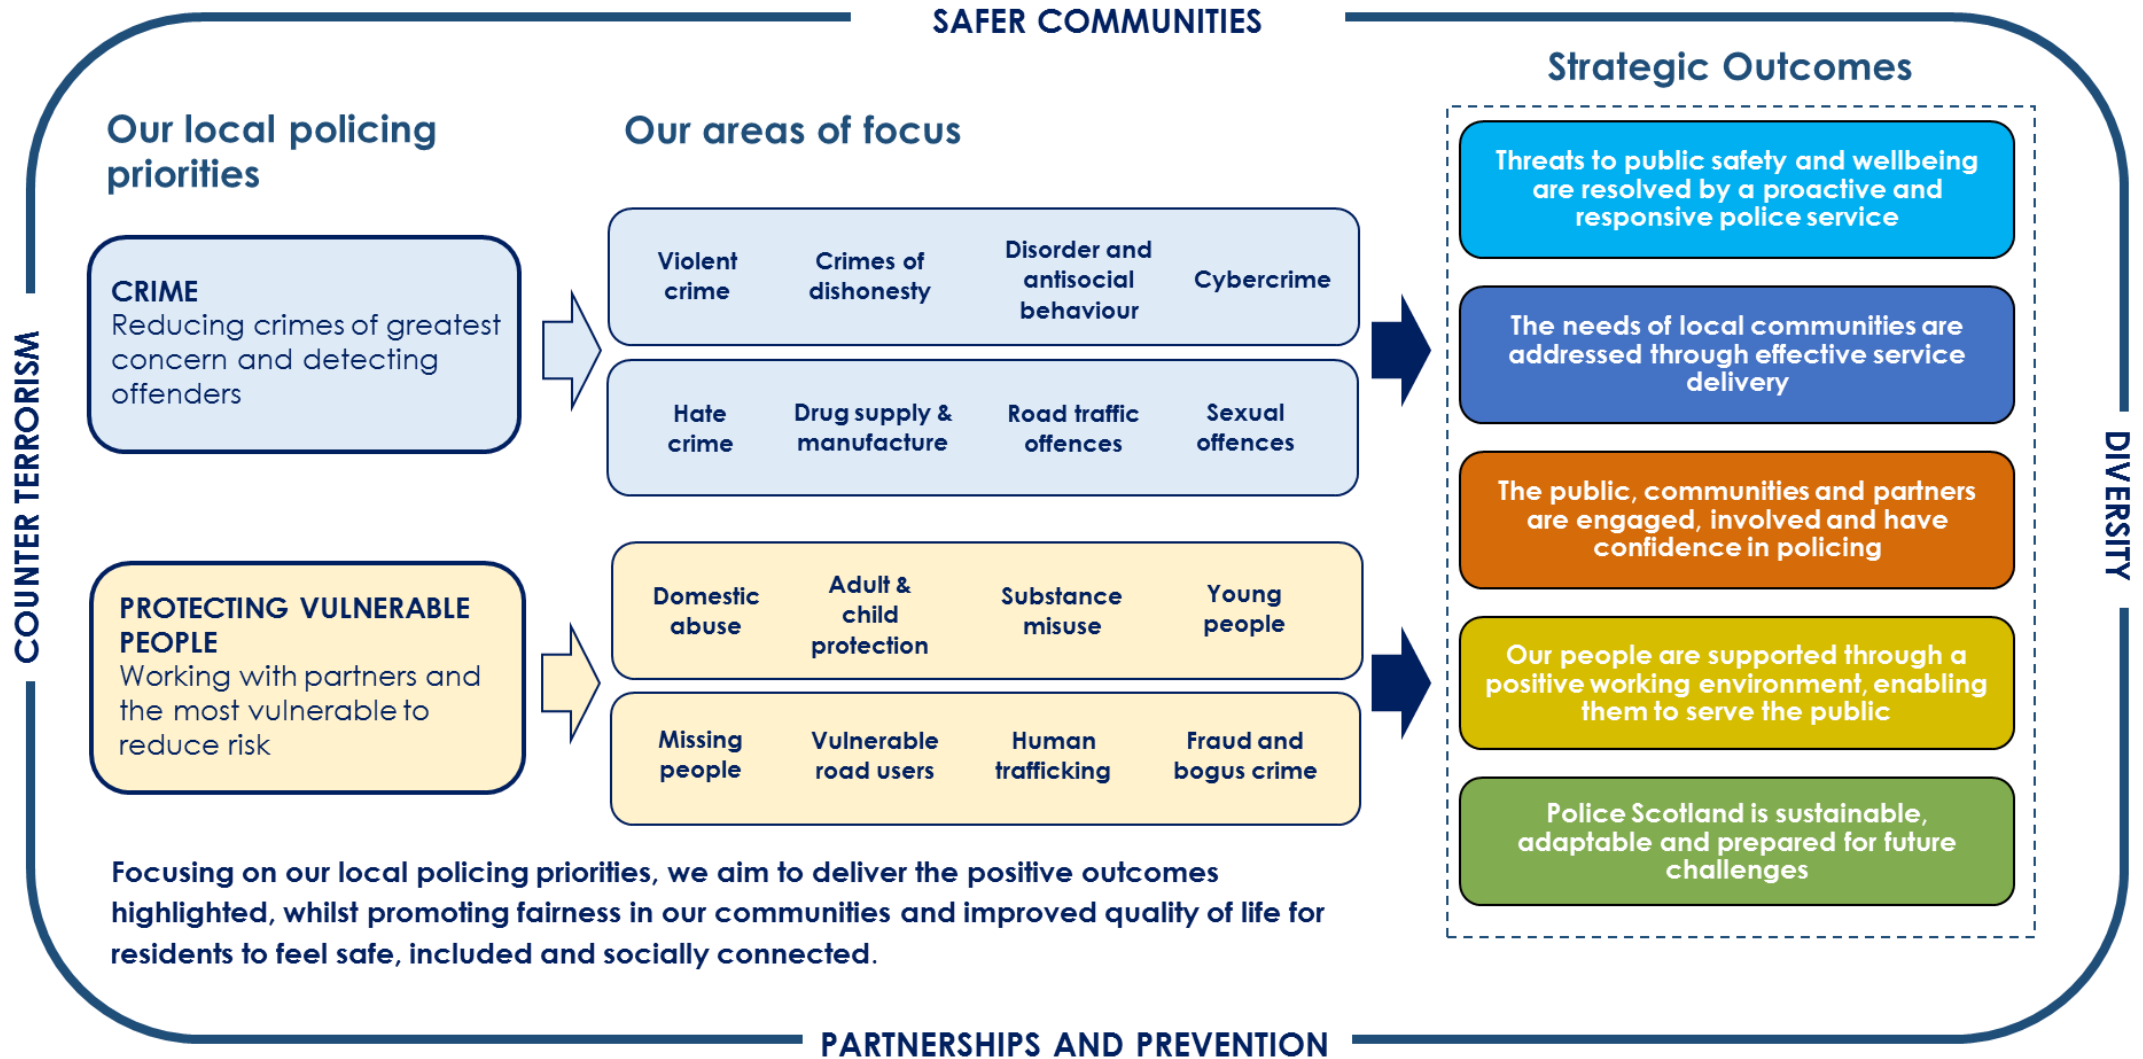 SAFER COMMUNITIES
Our local policing
priorities
Our areas of focus
Strategic Outcomes
COUNTER TERRORISM
CRIME
Reducing crimes of greatest
concern and detecting
offenders
Violent
crime
Crimes of
dishonesty
Disorder and
antisocial
behaviour
Cybercrime
Hate
crime
Drug supply &
manufacture
Road traffic
offences
Sexual
offences
PROTECTING VULNERABLE
PEOPLE
Working with partners and
the most vulnerable to
reduce risk
Domestic
abuse
Adult &
child
protection
Substance
misuse
Young
people
Missing
people
Vulnerable
road users
Human
trafficking
Fraud and
bogus crime
Threats to public safety and wellbeing
are resolved by a proactive and
responsive police service
The needs of local communities are
addressed through effective service
delivery
The public, communities and partners
are engaged, involved and have
confidence in policing
Our people are supported through a
positive working environment, enabling
them to serve the public
Police Scotland is sustainable,
adaptable and prepared for future
challenges
DIVERSITY
Focusing on our local policing priorities, we aim to deliver the positive outcomes
highlighted, whilst promoting fairness in our communities and improved quality of life for
residents to feel safe, included and socially connected.
PARTNERSHIPS AND PREVENTION